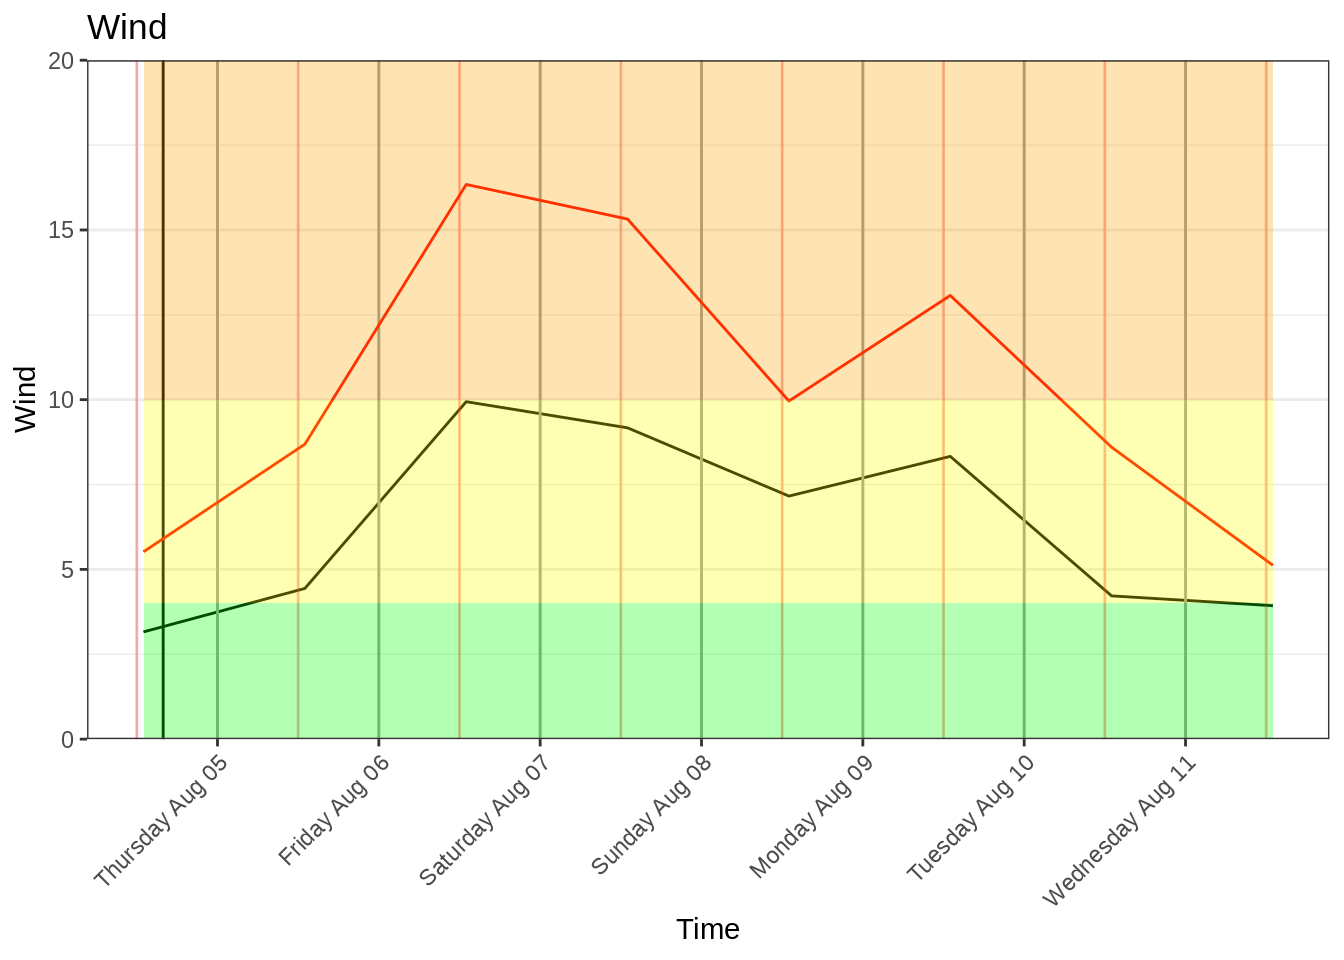 Wind
20
15
10
5
0
Wind
Thursday Aug 05
Friday Aug 06
Saturday Aug 07
Sunday Aug 08
Monday Aug 09
Tuesday Aug 10
Wednesday Aug 11
Time